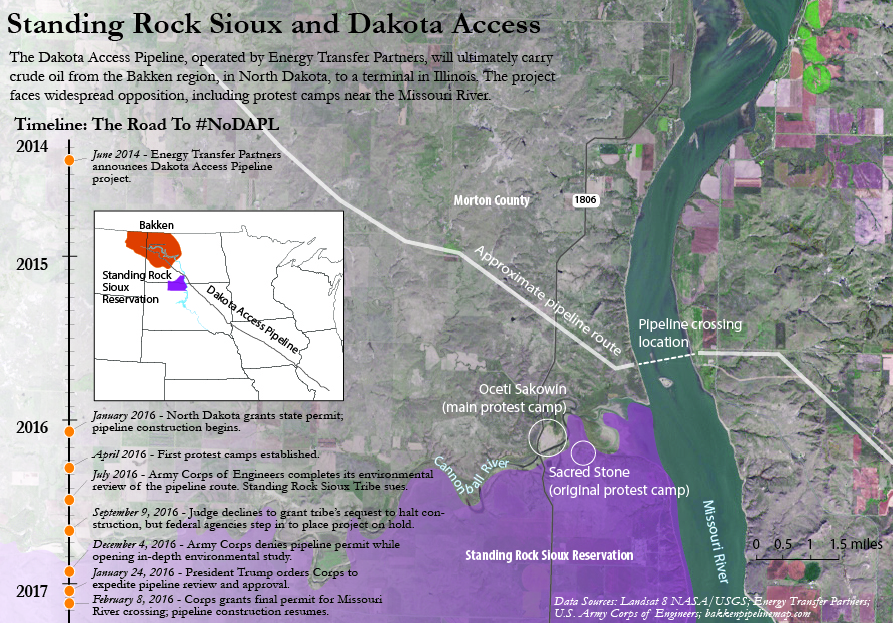 Standing Rock Sioux and Dakota Access
The Dakota Access Pipeline, operated by Energy Transfer Partners, will ultimately carry
crude oil from the Bakken region, in North Dakota, to a terminal in Illinois. The project
faces widespread opposition, including protest camps near the Missouri River.
Timeline: The Road To #NoDAPL
2014
June 2014 - Energy Transfer Partners
announces Dakota Access Pipeline
project.
Bakken
Standing Rock
Sioux
Reservation
Dakota Access Pipeline
2015
2016
January 2016 - North Dakota grants state permit;
pipeline construction begins.
April 2016 - First protest camps established.
July 2016 - Army Corps of Engineers completes its environmental
review of the pipeline route. Standing Rock Sioux Tribe sues.
September 9, 2016 - Judge declines to grant tribe's request to halt con-
struction, but federal agencies step in to place project on hold.
December 4, 2016 - Army Corps denies pipeline permit while
opening in-depth environmental study.
January 24, 2016 - President Trump orders Corps to
expedite pipeline review and approval.
2017
February 8, 2016 - Corps grants final permit for Missouri
River crossing; pipeline construction resumes.
Morton County
1806
Approximate pipeline route
Pipeline crossing
location
Oceti Sakowin
(main protest camp)
Cannon
ball River
Sacred Stone
(original protest camp)
Missouri River
Standing Rock Sioux Reservation
0 0.5 1 1.5 miles
Data Sources: Landsat 8 NASA/USGS; Energy Transfer Partners;
U.S. Army Corps of Engineers; bakkenpipelinemap.com